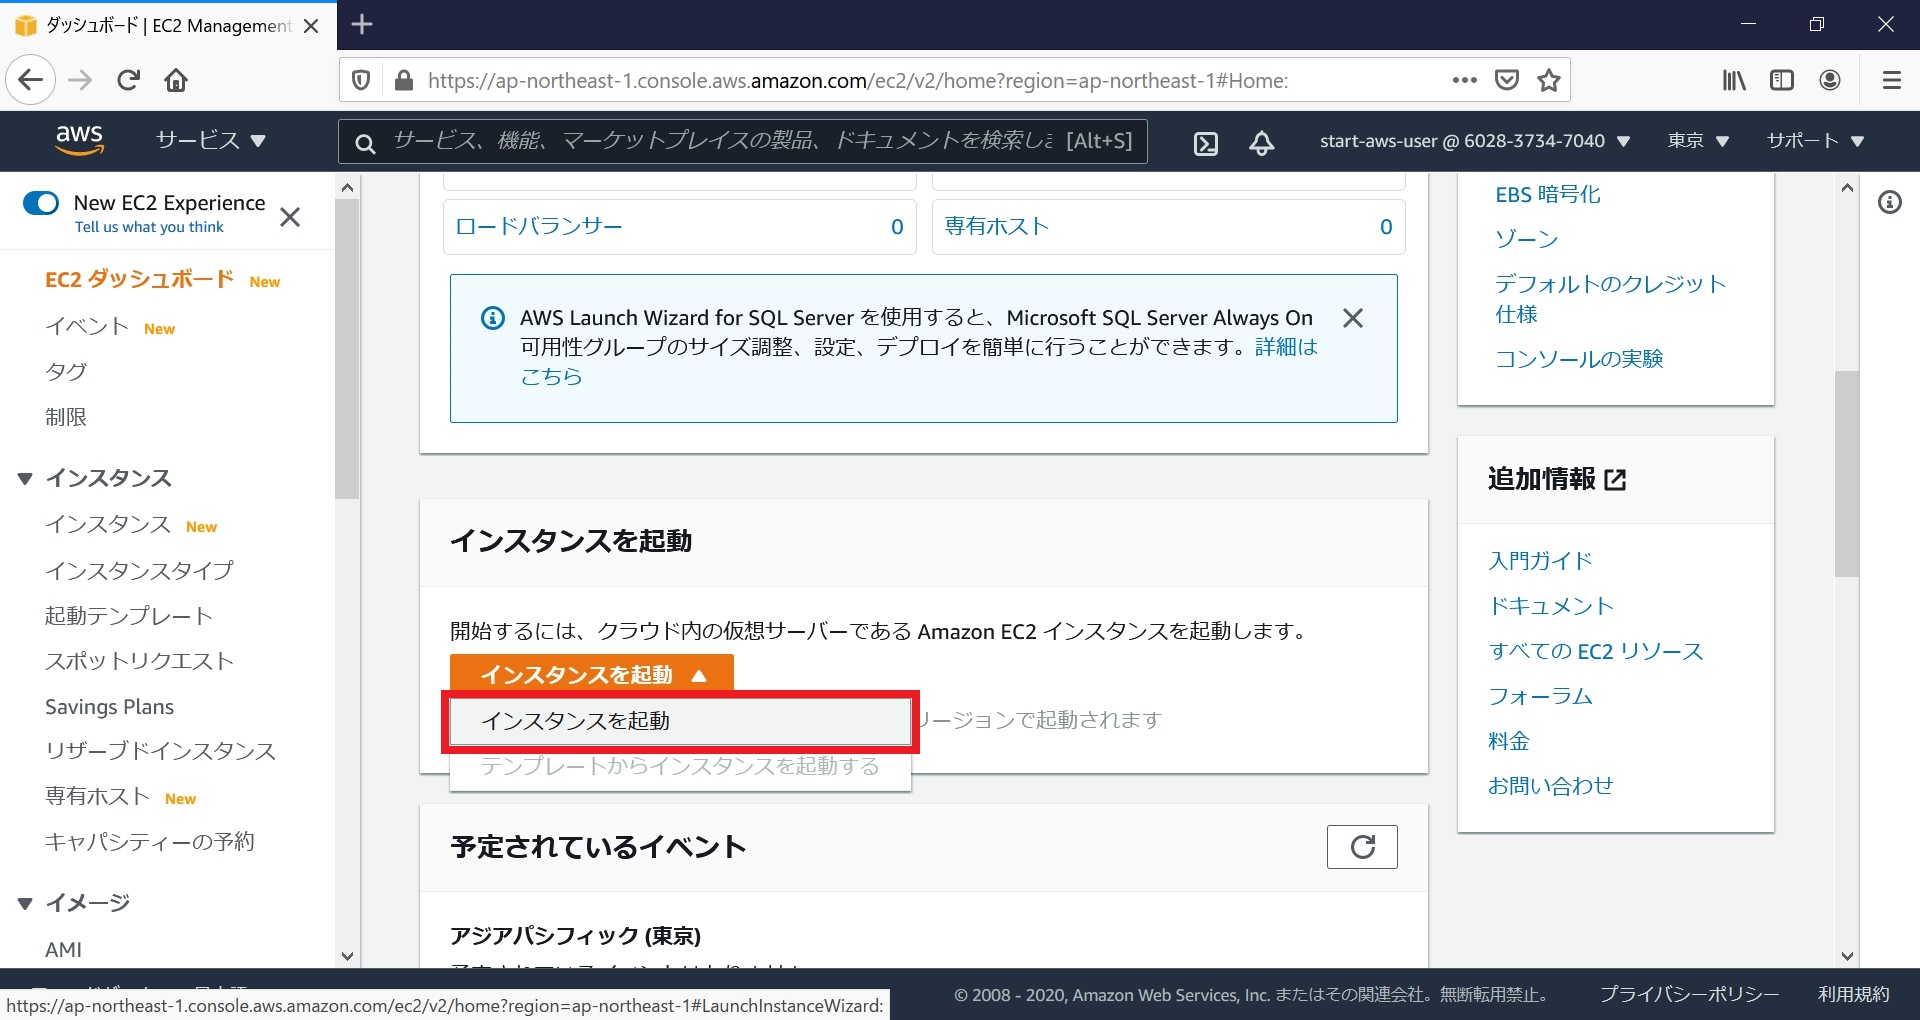 ダッシュボード | EC2 Management
https://ap-northeast-1.console.aws.amazon.com/ec2/v2/home?region=ap-northeast-1#Home:
aws
サービス
サービス、機能、マーケットプレイスの製品、ドキュメントを検索し
[Alt+S]
start-aws-user @ 6028-3734-7040
東京
サポート
New EC2 Experience
Tell us what you think
EC2 ダッシュボード New
イベント New
タグ
制限
インスタンス
インスタンス New
インスタンスタイプ
起動テンプレート
スポットリクエスト
Savings Plans
リザーブドインスタンス
専有ホスト New
キャパシティーの予約
イメージ
AMI
ロードバランサー 0
専有ホスト 0
AWS Launch Wizard for SQL Server を使用すると、Microsoft SQL Server Always On
可用性グループのサイズ調整、設定、デプロイを簡単に行うことができます。詳細は
こちら
インスタンスを起動
開始するには、クラウド内の仮想サーバーである Amazon EC2 インスタンスを起動します。
インスタンスを起動
インスタンスを起動
リージョンで起動されます
テンプレートからインスタンスを起動する
予定されているイベント
アジアパシフィック (東京)
EBS 暗号化
ゾーン
デフォルトのクレジット
仕様
コンソールの実験
追加情報
入門ガイド
ドキュメント
すべての EC2 リソース
フォーラム
料金
お問い合わせ
https://ap-northeast-1.console.aws.amazon.com/ec2/v2/home?region=ap-northeast-1#LaunchInstanceWizard:
© 2008 - 2020, Amazon Web Services, Inc. またはその関連会社。無断転用禁止。
プライバシーポリシー
利用規約